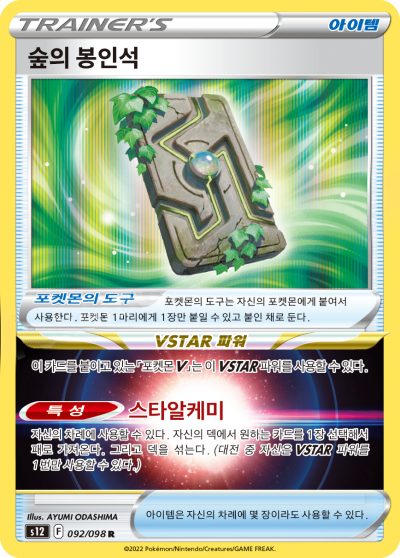 TRAINER'S 아이템
숲의 봉인석
포켓몬의 도구 포켓몬의 도구는 자신의 포켓몬에게 붙여서
사용한다. 포켓몬 1마리에게 1장만 붙일 수 있고 붙인 채로 둔다.
VSTAR 파워
이 카드를 붙이고 있는 「포켓몬 V」는 이 VSTAR 파워를 사용할 수 있다.
특성 스타알케미
자신의 차례에 사용할 수 있다. 자신의 덱에서 원하는 카드를 1장 선택해서
패로 가져온다. 그리고 덱을 섞는다. (대전 중 자신은 VSTAR 파워를
1번만 사용할 수 있다.)
Illus. AYUMI ODASHIMA
아이템은 자신의 차례에 몇 장이라도 사용할 수 있다.
s12 F 092/098 R
©2022 Pokémon/Nintendo/Creatures/GAME FREAK.